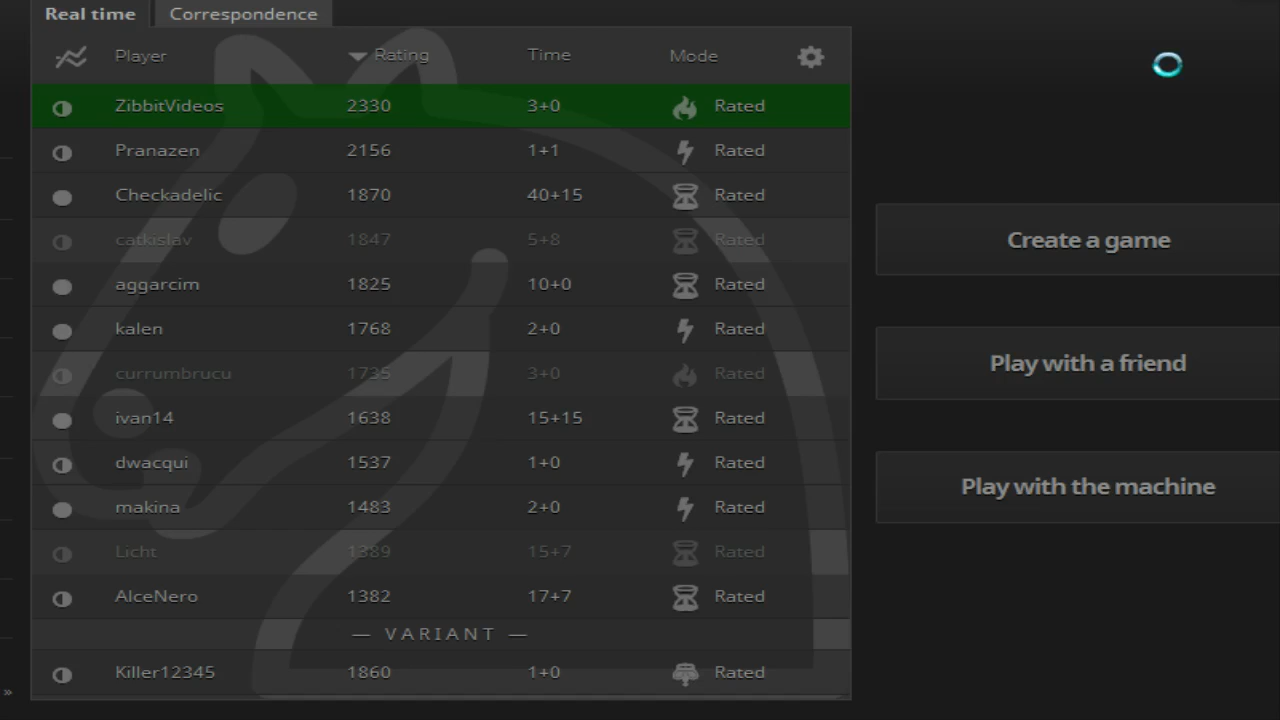 Real time Correspondence
Player Rating Time Mode
ZibbitVideos 2330 3+0 Rated
Pranazen 2156 1+1 Rated
Checkadelic 1870 40+15 Rated
catkislav 1847 5+8 Rated
aggarcim 1825 10+0 Rated
kalen 1768 2+0 Rated
currumbrucu 1735 3+0 Rated
ivan14 1638 15+15 Rated
dwacqui 1537 1+0 Rated
makina 1483 2+0 Rated
Licht 1389 15+7 Rated
AlceNero 1382 17+7 Rated
— VARIANT —
Killer12345 1860 1+0 Rated
Create a game
Play with a friend
Play with the machine
»